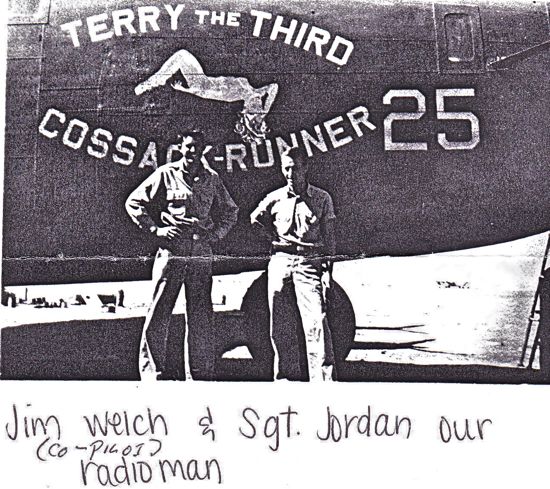 TERRY THE THIRD
COSSACK-RUNNER 25
Jim Welch & Sgt. Jordan our
(CO-PILOT)
radioman